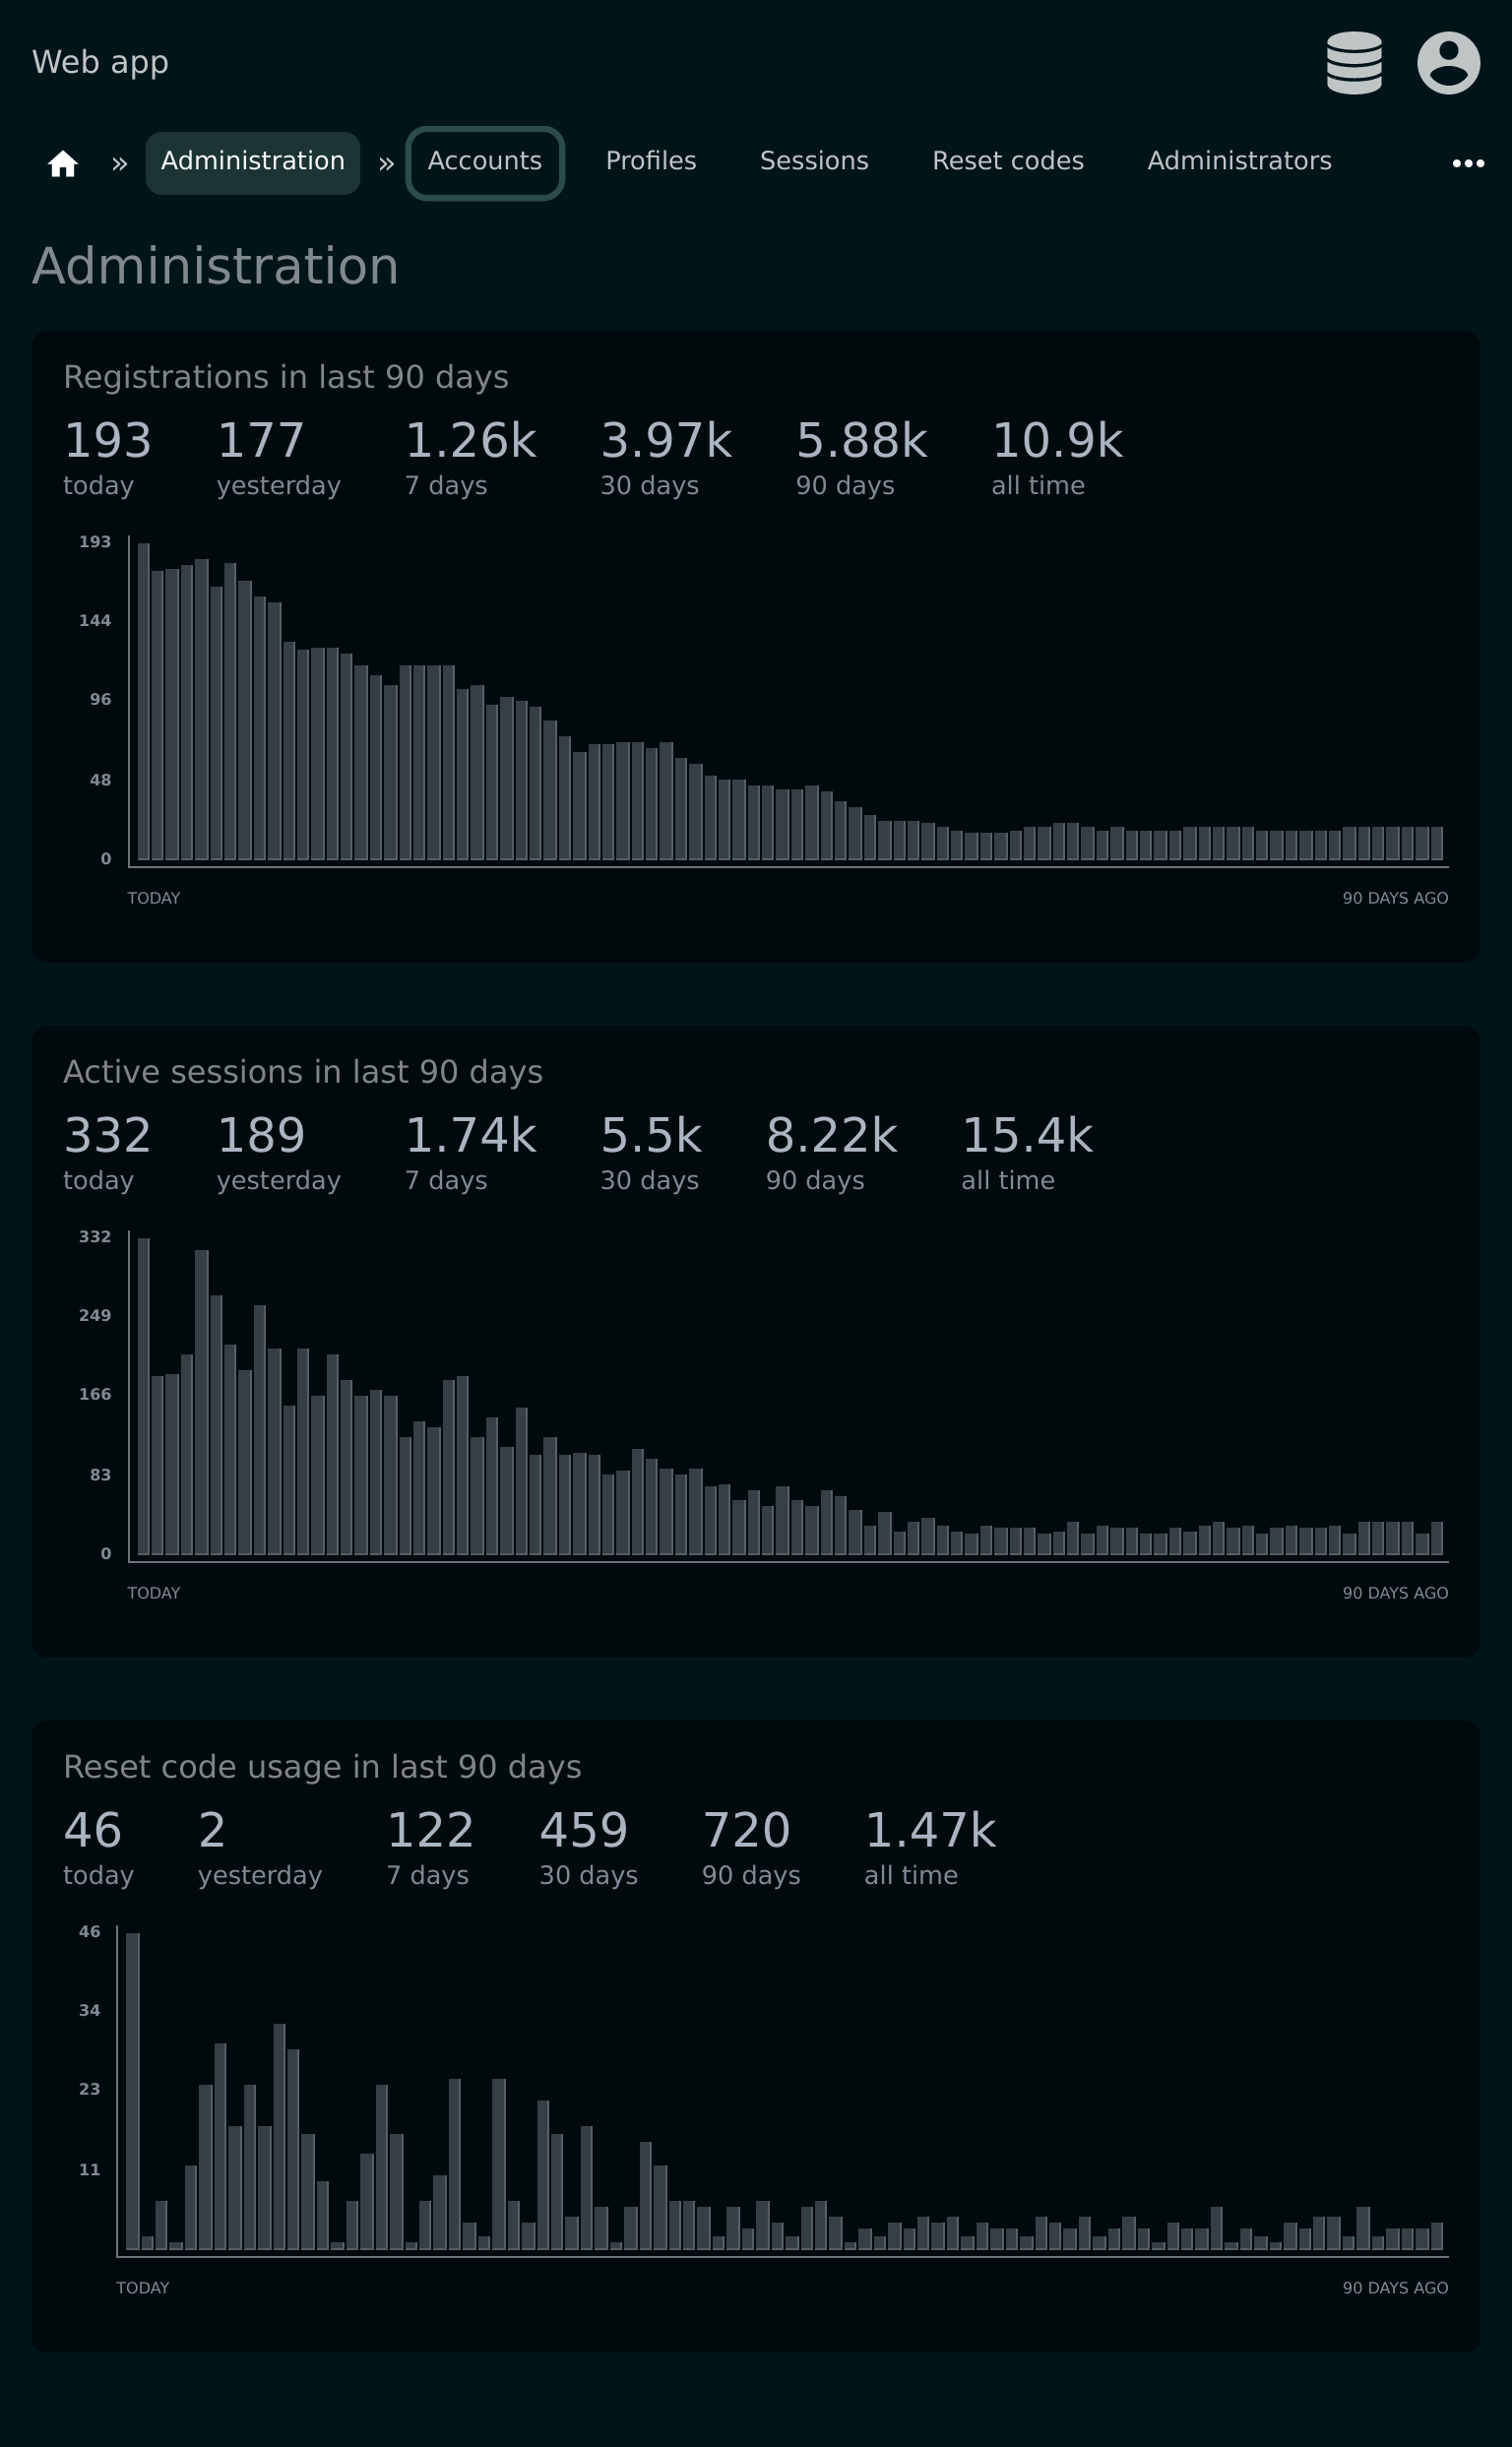 Web app
» Administration » Accounts Profiles Sessions Reset codes Administrators
Administration
Registrations in last 90 days
193 177 1.26k 3.97k 5.88k 10.9k
today yesterday 7 days 30 days 90 days all time
193
144
96
48
0
TODAY 90 DAYS AGO
Active sessions in last 90 days
332 189 1.74k 5.5k 8.22k 15.4k
today yesterday 7 days 30 days 90 days all time
332
249
166
83
0
TODAY 90 DAYS AGO
Reset code usage in last 90 days
46 2 122 459 720 1.47k
today yesterday 7 days 30 days 90 days all time
46
34
23
11
TODAY 90 DAYS AGO